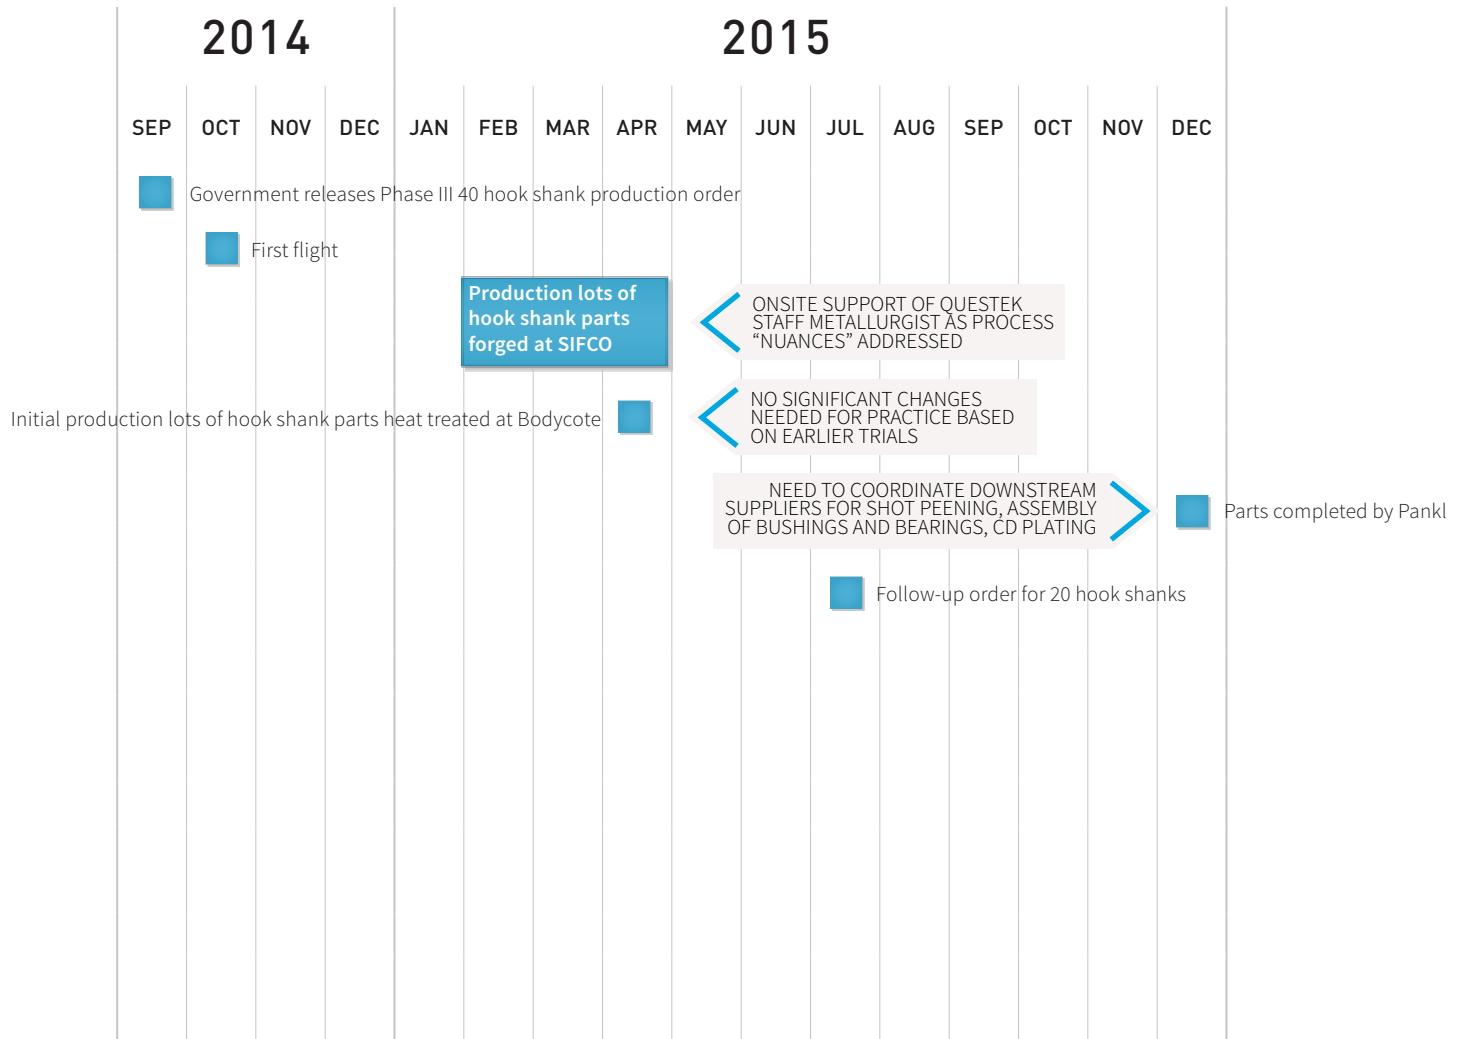 2014
2015
SEP OCT NOV DEC JAN FEB MAR APR MAY JUN JUL AUG SEP OCT NOV DEC
Government releases Phase III 40 hook shank production order
First flight
Production lots of
hook shank parts
forged at SIFCO
ONSITE SUPPORT OF QUESTEK
STAFF METALLURGIST AS PROCESS
“NUANCES” ADDRESSED
Initial production lots of hook shank parts heat treated at Bodycote
NO SIGNIFICANT CHANGES
NEEDED FOR PRACTICE BASED
ON EARLIER TRIALS
NEED TO COORDINATE DOWNSTREAM
SUPPLIERS FOR SHOT PEENING, ASSEMBLY
OF BUSHINGS AND BEARINGS, CD PLATING
Parts completed by Pankl
Follow-up order for 20 hook shanks